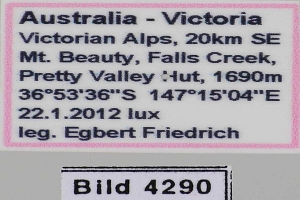 Australia - Victoria
Victorian Alps, 20km SE
Mt. Beauty, Falls Creek,
Pretty Valley Hut, 1690m
36°53'36"S 147°15'04"E
22.1.2012 lux
leg. Egbert Friedrich
Bild 4290